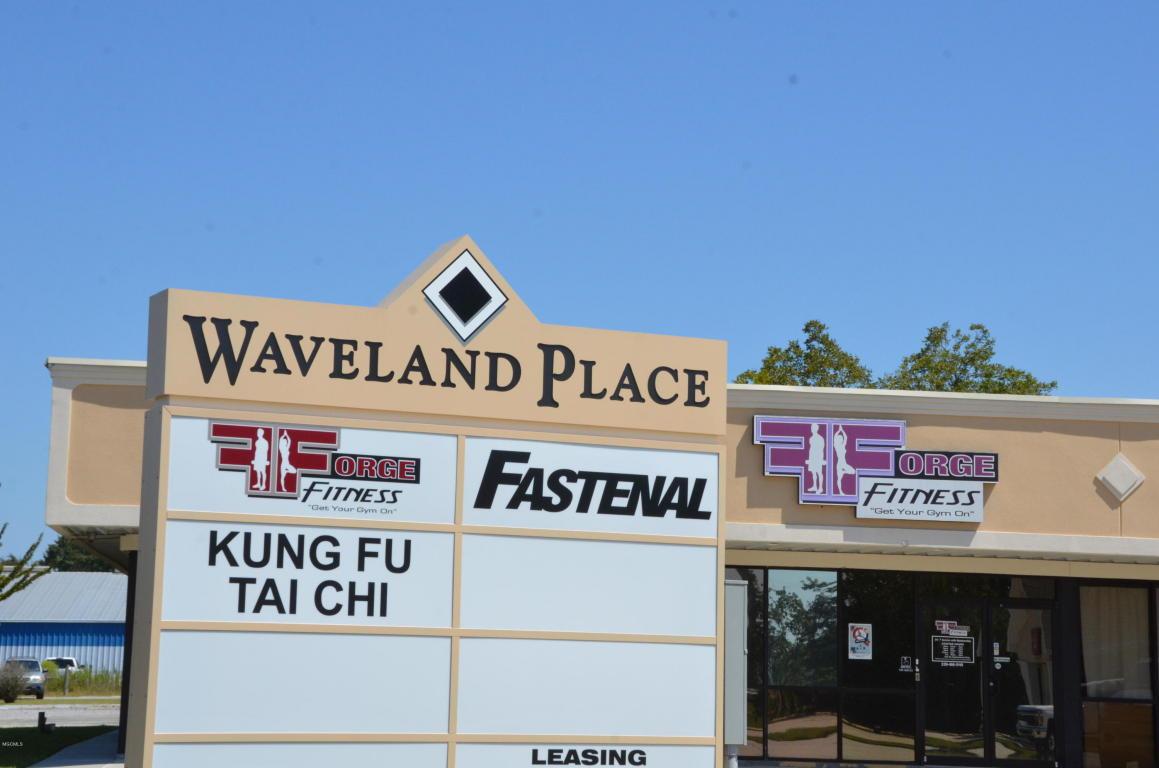 WAVELAND PLACE
FORGE
FITNESS
"Get Your Gym On"
FASTENAL
KUNG FU
TAI CHI
LEASING
FORGE
FITNESS
"Get Your Gym On"
MGCMLS